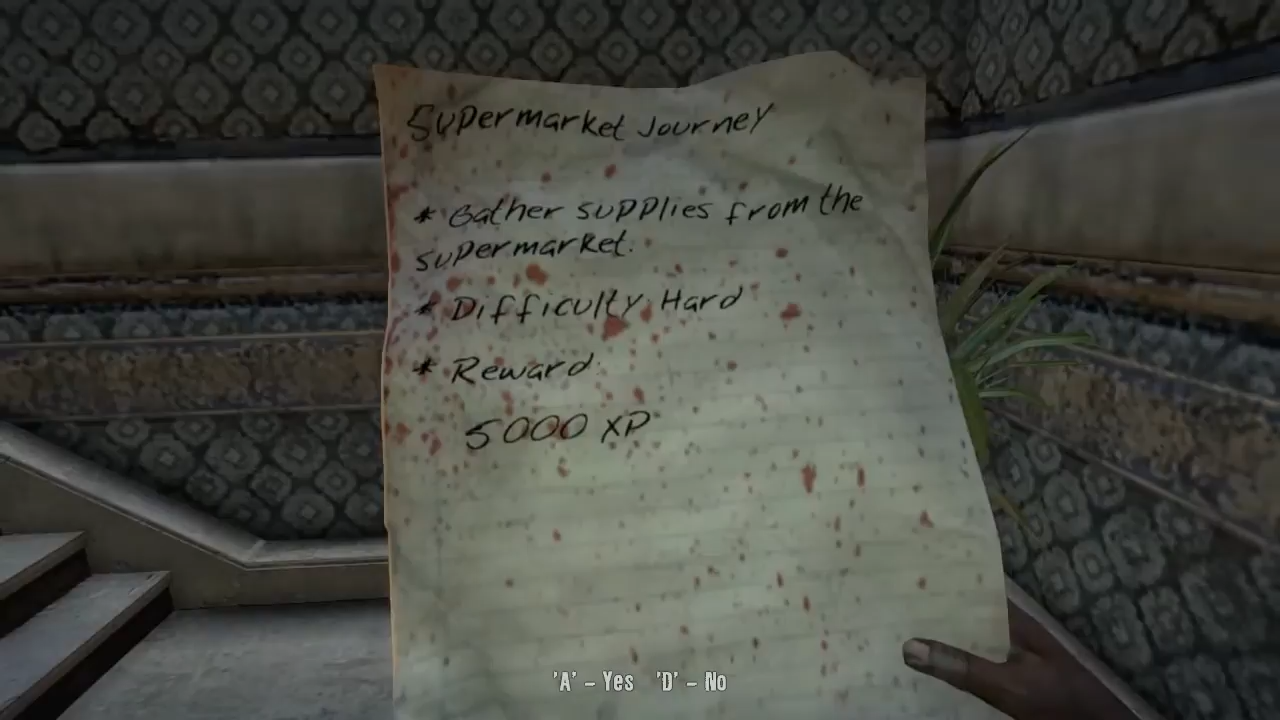 Supermarket Journey
* Gather supplies from the
supermarket.
* Difficulty Hard
* Reward
5000 XP
'A' – Yes 'D' – No